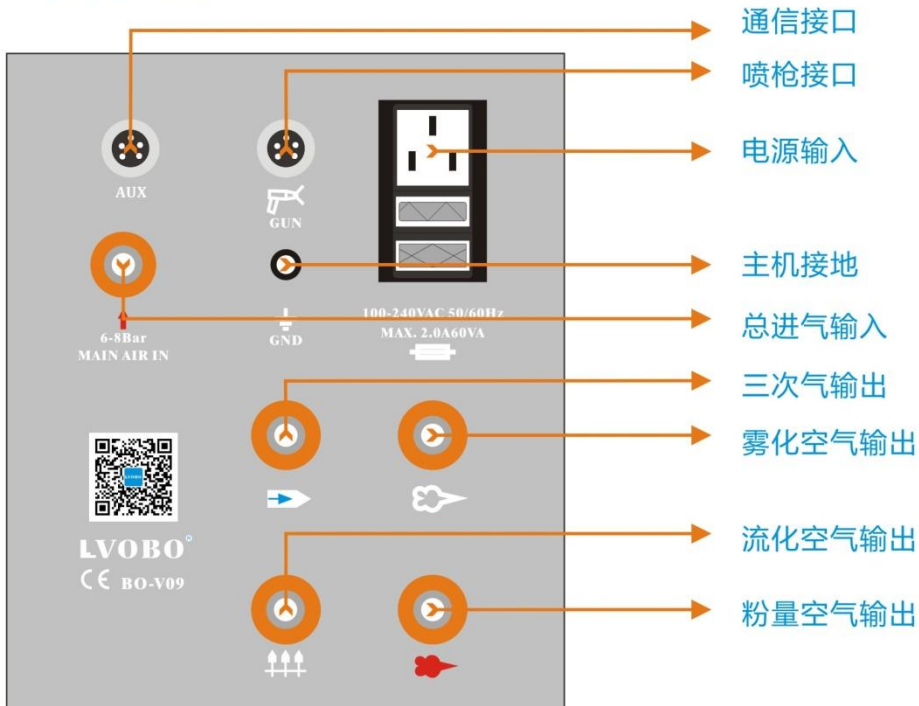 通信接口
喷枪接口
电源输入
主机接地
总进气输入
三次气输出
雾化空气输出
流化空气输出
粉量空气输出
AUX
GUN
6-8Bar
MAIN AIR IN
GND
100-240VAC 50/60Hz
MAX. 2.0A60VA
LVOBO
LVOBO®
CE BO-V09